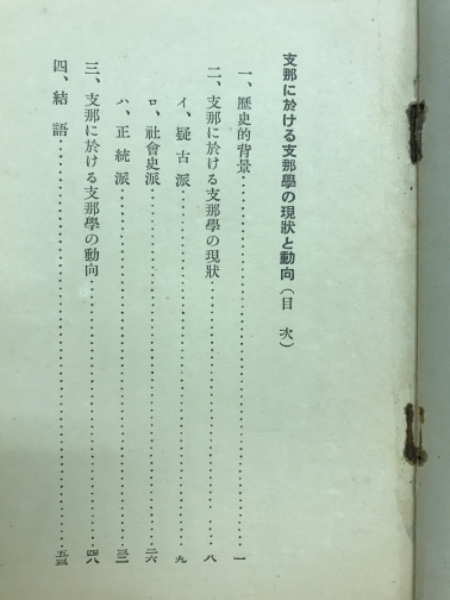 支那に於ける支那學の現狀と動向(目次)
一、歷史的背景……一
二、支那に於ける支那學の現狀……八
イ、疑古派……九
ロ、社會史派……二六
ハ、正統派……三二
三、支那に於ける支那學の動向……四八
四、結語……五三